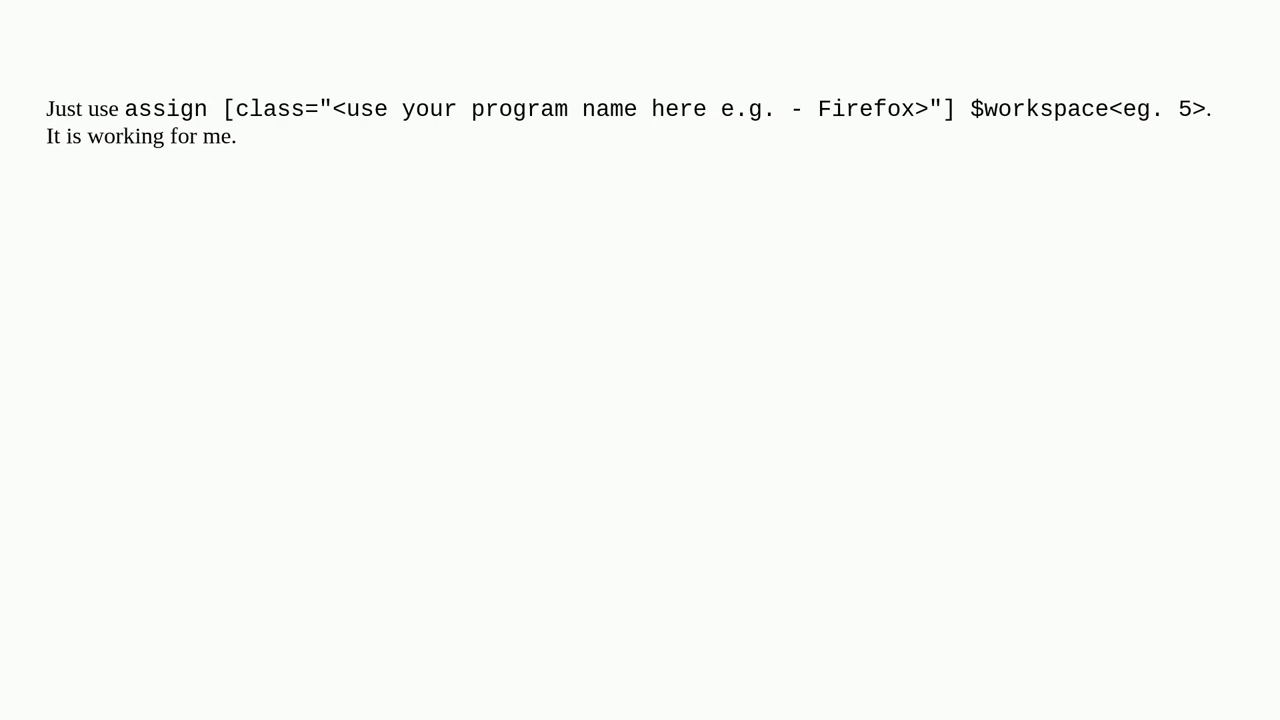 Just use assign [class="<use your program name here e.g. - Firefox>"] $workspace<eg. 5>.
It is working for me.